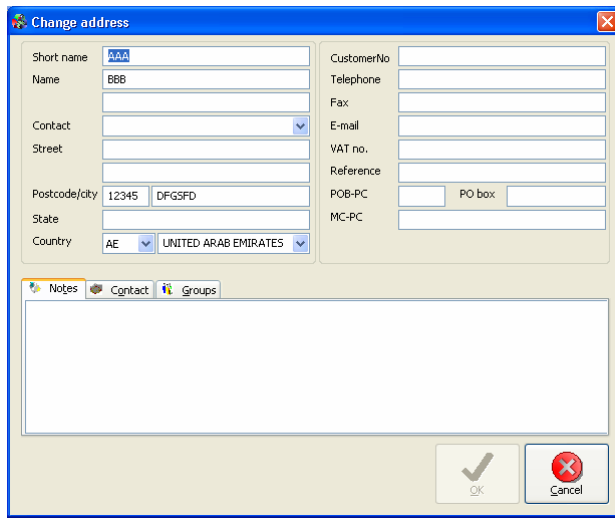 Change address
Short name AAA
Name BBB
Contact
Street
Postcode/city 12345 DFGSFD
State
Country AE UNITED ARAB EMIRATES
CustomerNo
Telephone
Fax
E-mail
VAT no.
Reference
POB-PC PO box
MC-PC
Notes Contact Groups
OK Cancel